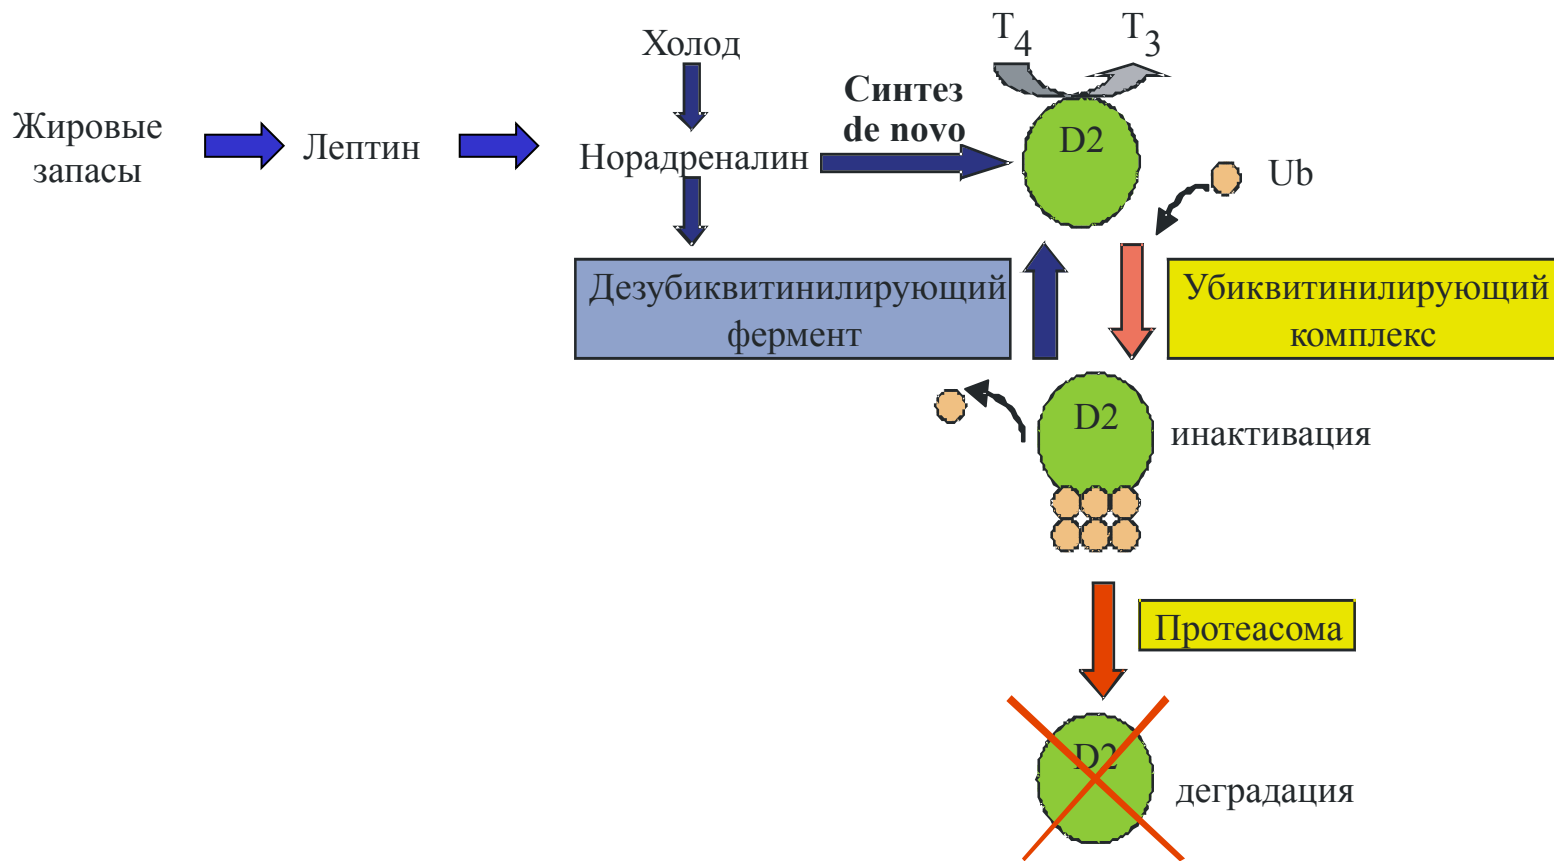 Жировые
запасы
Лептин
Холод
Норадреналин
Синтез
de novo
T4
T3
D2
Ub
Дезубиквитинилирующий
фермент
Убиквитинилирующий
комплекс
D2
инактивация
Протеасома
D2
деградация